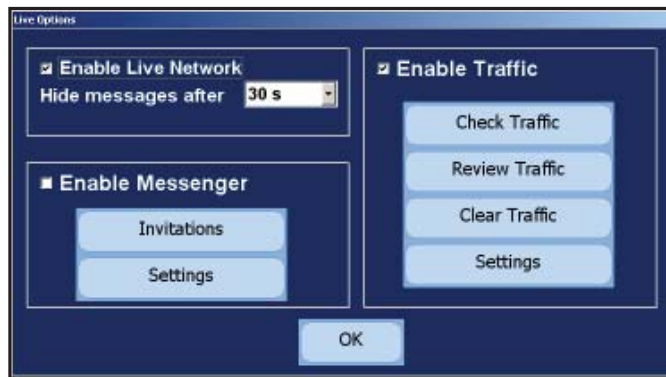 Live Options
Enable Live Network
Hide messages after 30 s
Enable Messenger
Invitations
Settings
Enable Traffic
Check Traffic
Review Traffic
Clear Traffic
Settings
OK